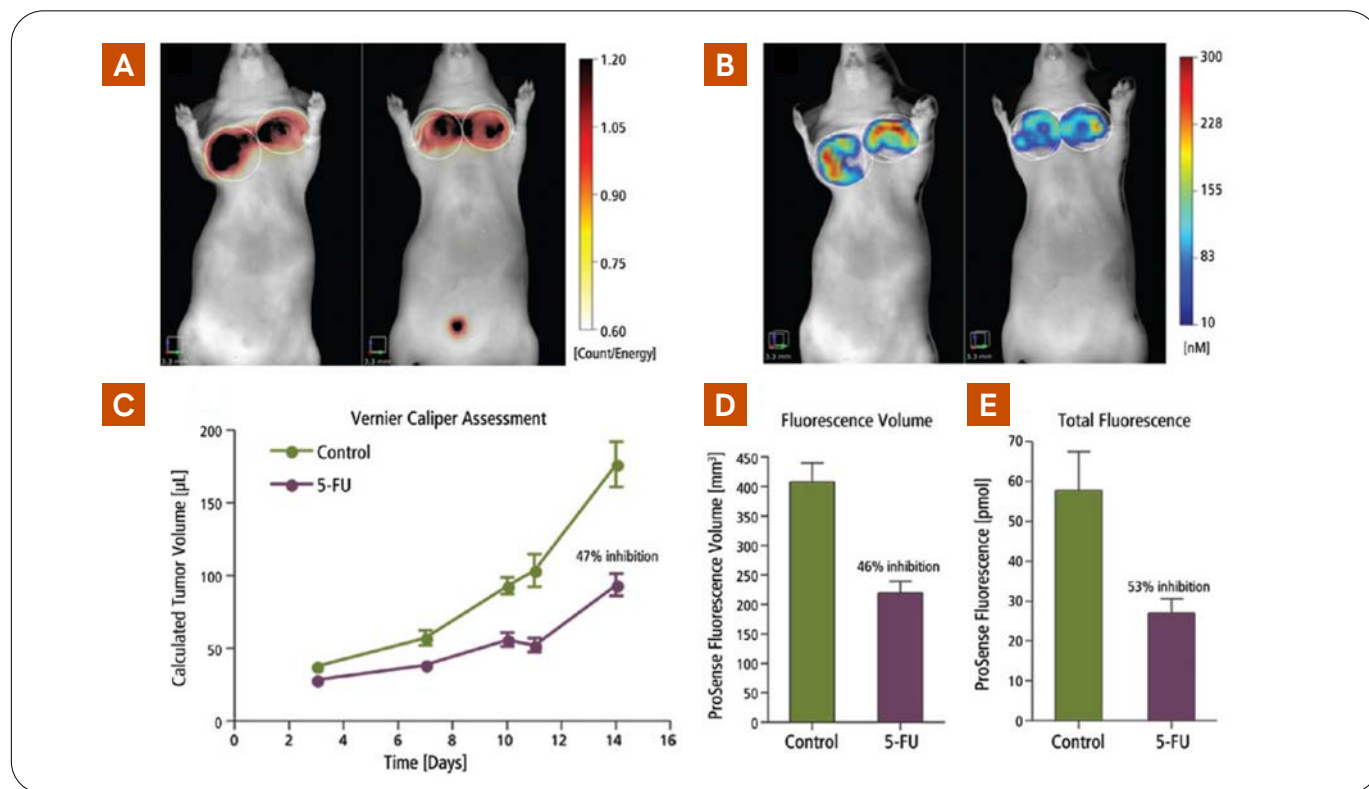 A
1.20
1.05
0.90
0.75
0.60
[Count/Energy]
3.3 mm
3.3 mm
B
300
228
155
83
10
[nM]
3.3 mm
3.3 mm
C
Vernier Caliper Assessment
Calculated Tumor Volume [µL]
200
150
100
50
0
Control
5-FU
47% inhibition
0 2 4 6 8 10 12 14 16
Time [Days]
D
Fluorescence Volume
ProSense Fluorescence Volume [mm³]
450
400
350
300
250
200
150
100
50
0
46% inhibition
Control 5-FU
E
Total Fluorescence
ProSense Fluorescence [pmol]
70
60
50
40
30
20
10
0
53% inhibition
Control 5-FU